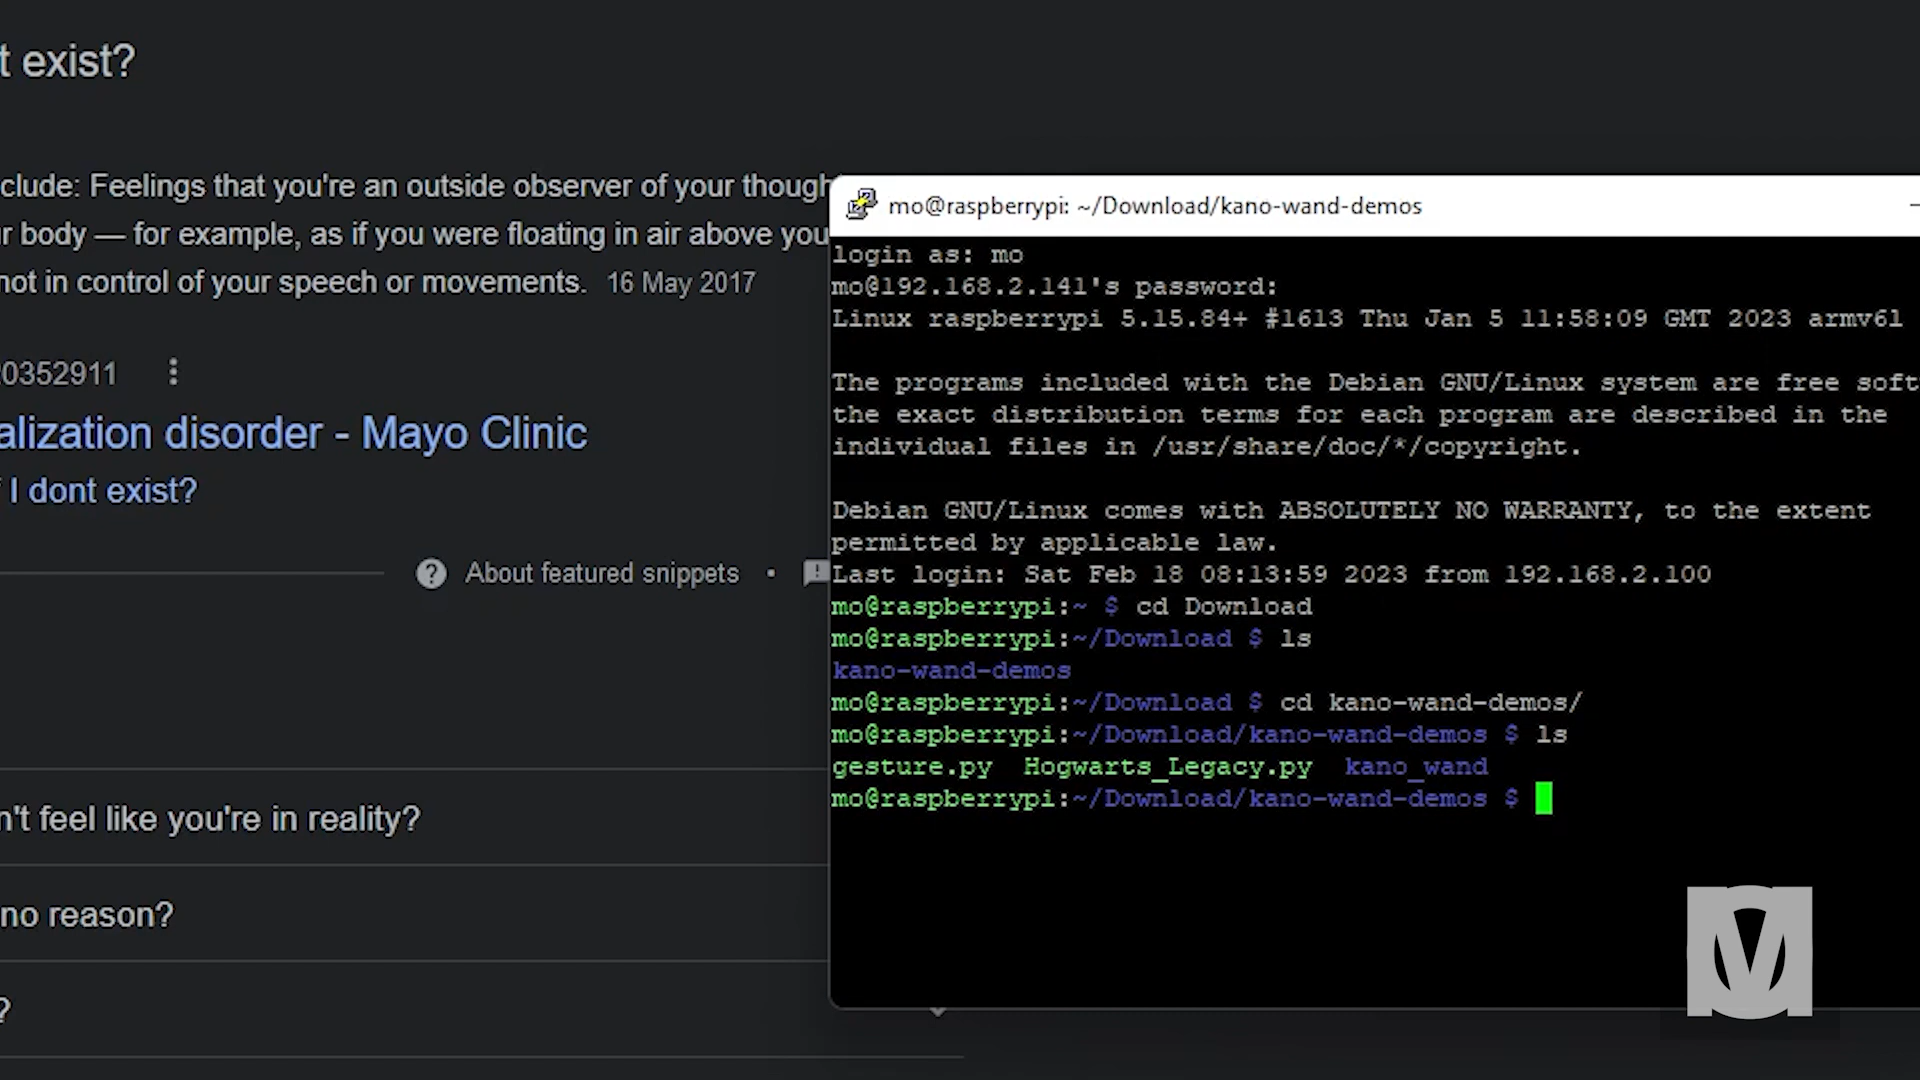 t exist?
clude: Feelings that you're an outside observer of your though
r body — for example, as if you were floating in air above you
not in control of your speech or movements. 16 May 2017
20352911
alization disorder - Mayo Clinic
I dont exist?
About featured snippets
n't feel like you're in reality?
no reason?
?
mo@raspberrypi: ~/Download/kano-wand-demos
login as: mo
mo@192.168.2.141's password:
Linux raspberrypi 5.15.84+ #1613 Thu Jan 5 11:58:09 GMT 2023 armv6l
The programs included with the Debian GNU/Linux system are free soft
the exact distribution terms for each program are described in the
individual files in /usr/share/doc/*/copyright.
Debian GNU/Linux comes with ABSOLUTELY NO WARRANTY, to the extent
permitted by applicable law.
Last login: Sat Feb 18 08:13:59 2023 from 192.168.2.100
mo@raspberrypi:~ $ cd Download
mo@raspberrypi:~/Download $ ls
kano-wand-demos
mo@raspberrypi:~/Download $ cd kano-wand-demos/
mo@raspberrypi:~/Download/kano-wand-demos $ ls
gesture.py Hogwarts_Legacy.py kano_wand
mo@raspberrypi:~/Download/kano-wand-demos $